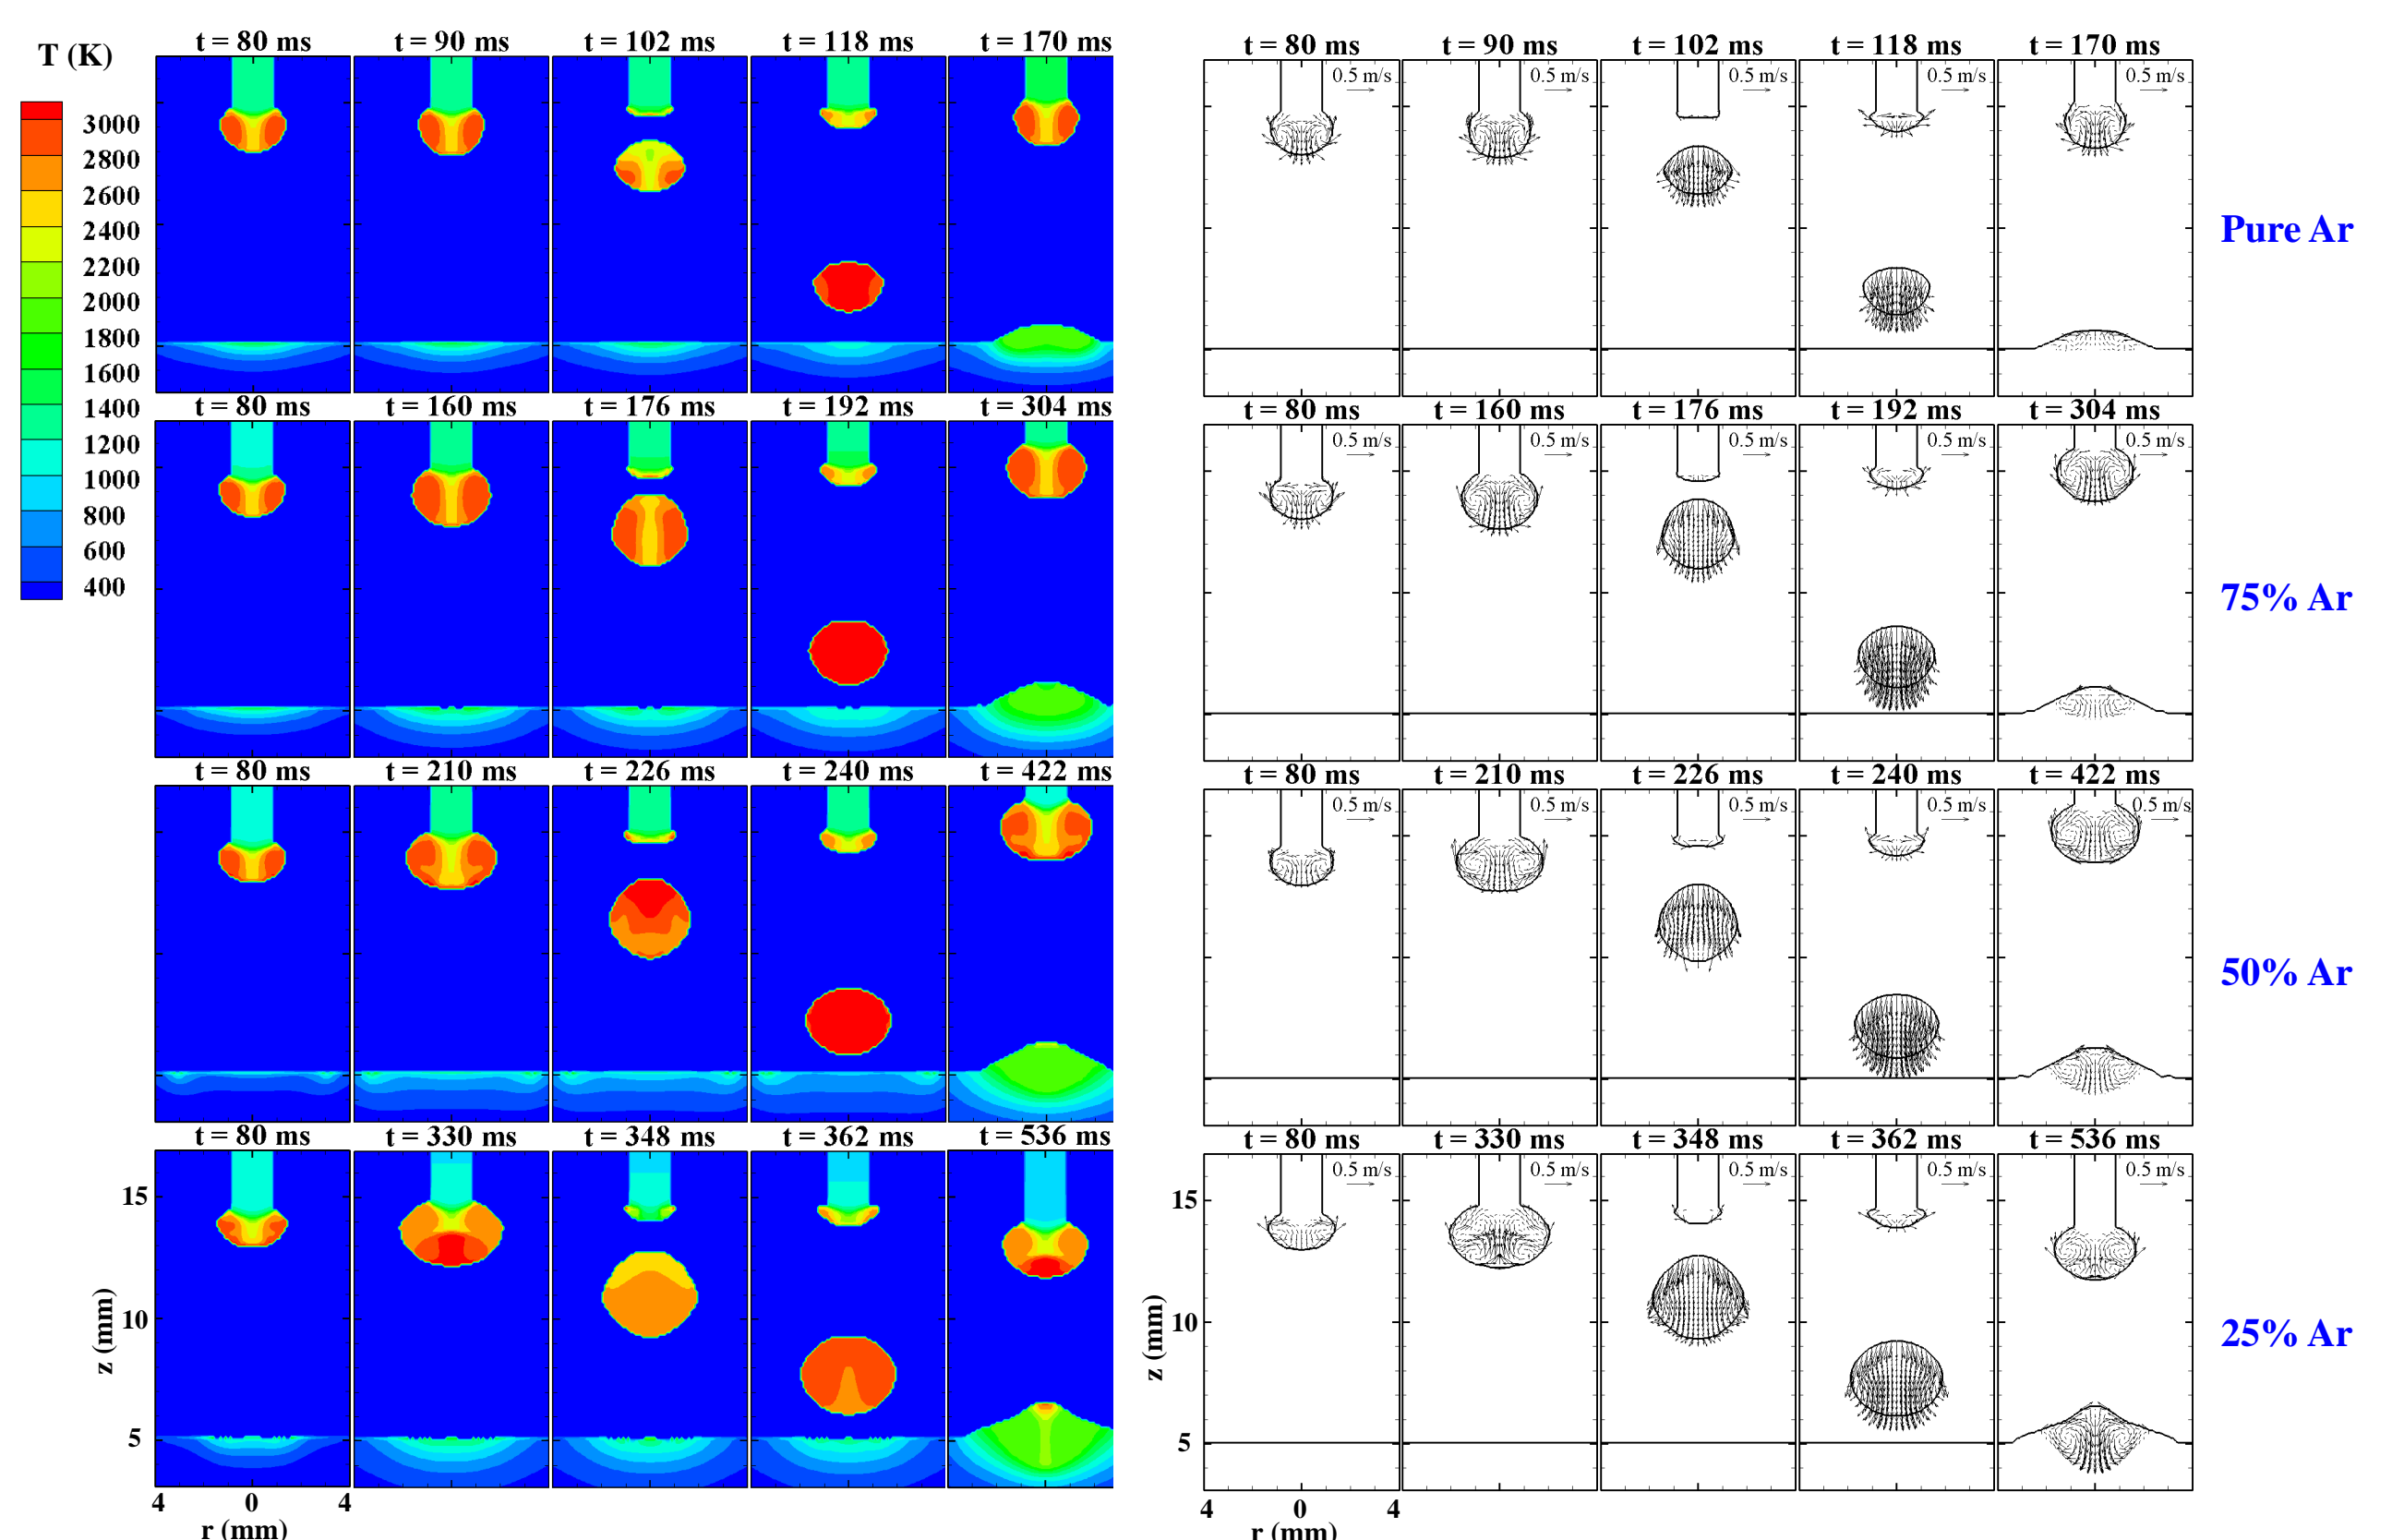 T (K)
3000
2800
2600
2400
2200
2000
1800
1600
1400
1200
1000
800
600
400
t = 80 ms
t = 90 ms
t = 102 ms
t = 118 ms
t = 170 ms
t = 80 ms
t = 160 ms
t = 176 ms
t = 192 ms
t = 304 ms
t = 80 ms
t = 210 ms
t = 226 ms
t = 240 ms
t = 422 ms
t = 80 ms
t = 330 ms
t = 348 ms
t = 362 ms
t = 536 ms
15
10
5
z (mm)
4 0 4
r (mm)
t = 80 ms
t = 90 ms
t = 102 ms
t = 118 ms
t = 170 ms
0.5 m/s
0.5 m/s
0.5 m/s
0.5 m/s
0.5 m/s
Pure Ar
t = 80 ms
t = 160 ms
t = 176 ms
t = 192 ms
t = 304 ms
0.5 m/s
0.5 m/s
0.5 m/s
0.5 m/s
0.5 m/s
75% Ar
t = 80 ms
t = 210 ms
t = 226 ms
t = 240 ms
t = 422 ms
0.5 m/s
0.5 m/s
0.5 m/s
0.5 m/s
0.5 m/s
50% Ar
t = 80 ms
t = 330 ms
t = 348 ms
t = 362 ms
t = 536 ms
0.5 m/s
0.5 m/s
0.5 m/s
0.5 m/s
0.5 m/s
25% Ar
15
10
5
z (mm)
4 0 4
r (mm)